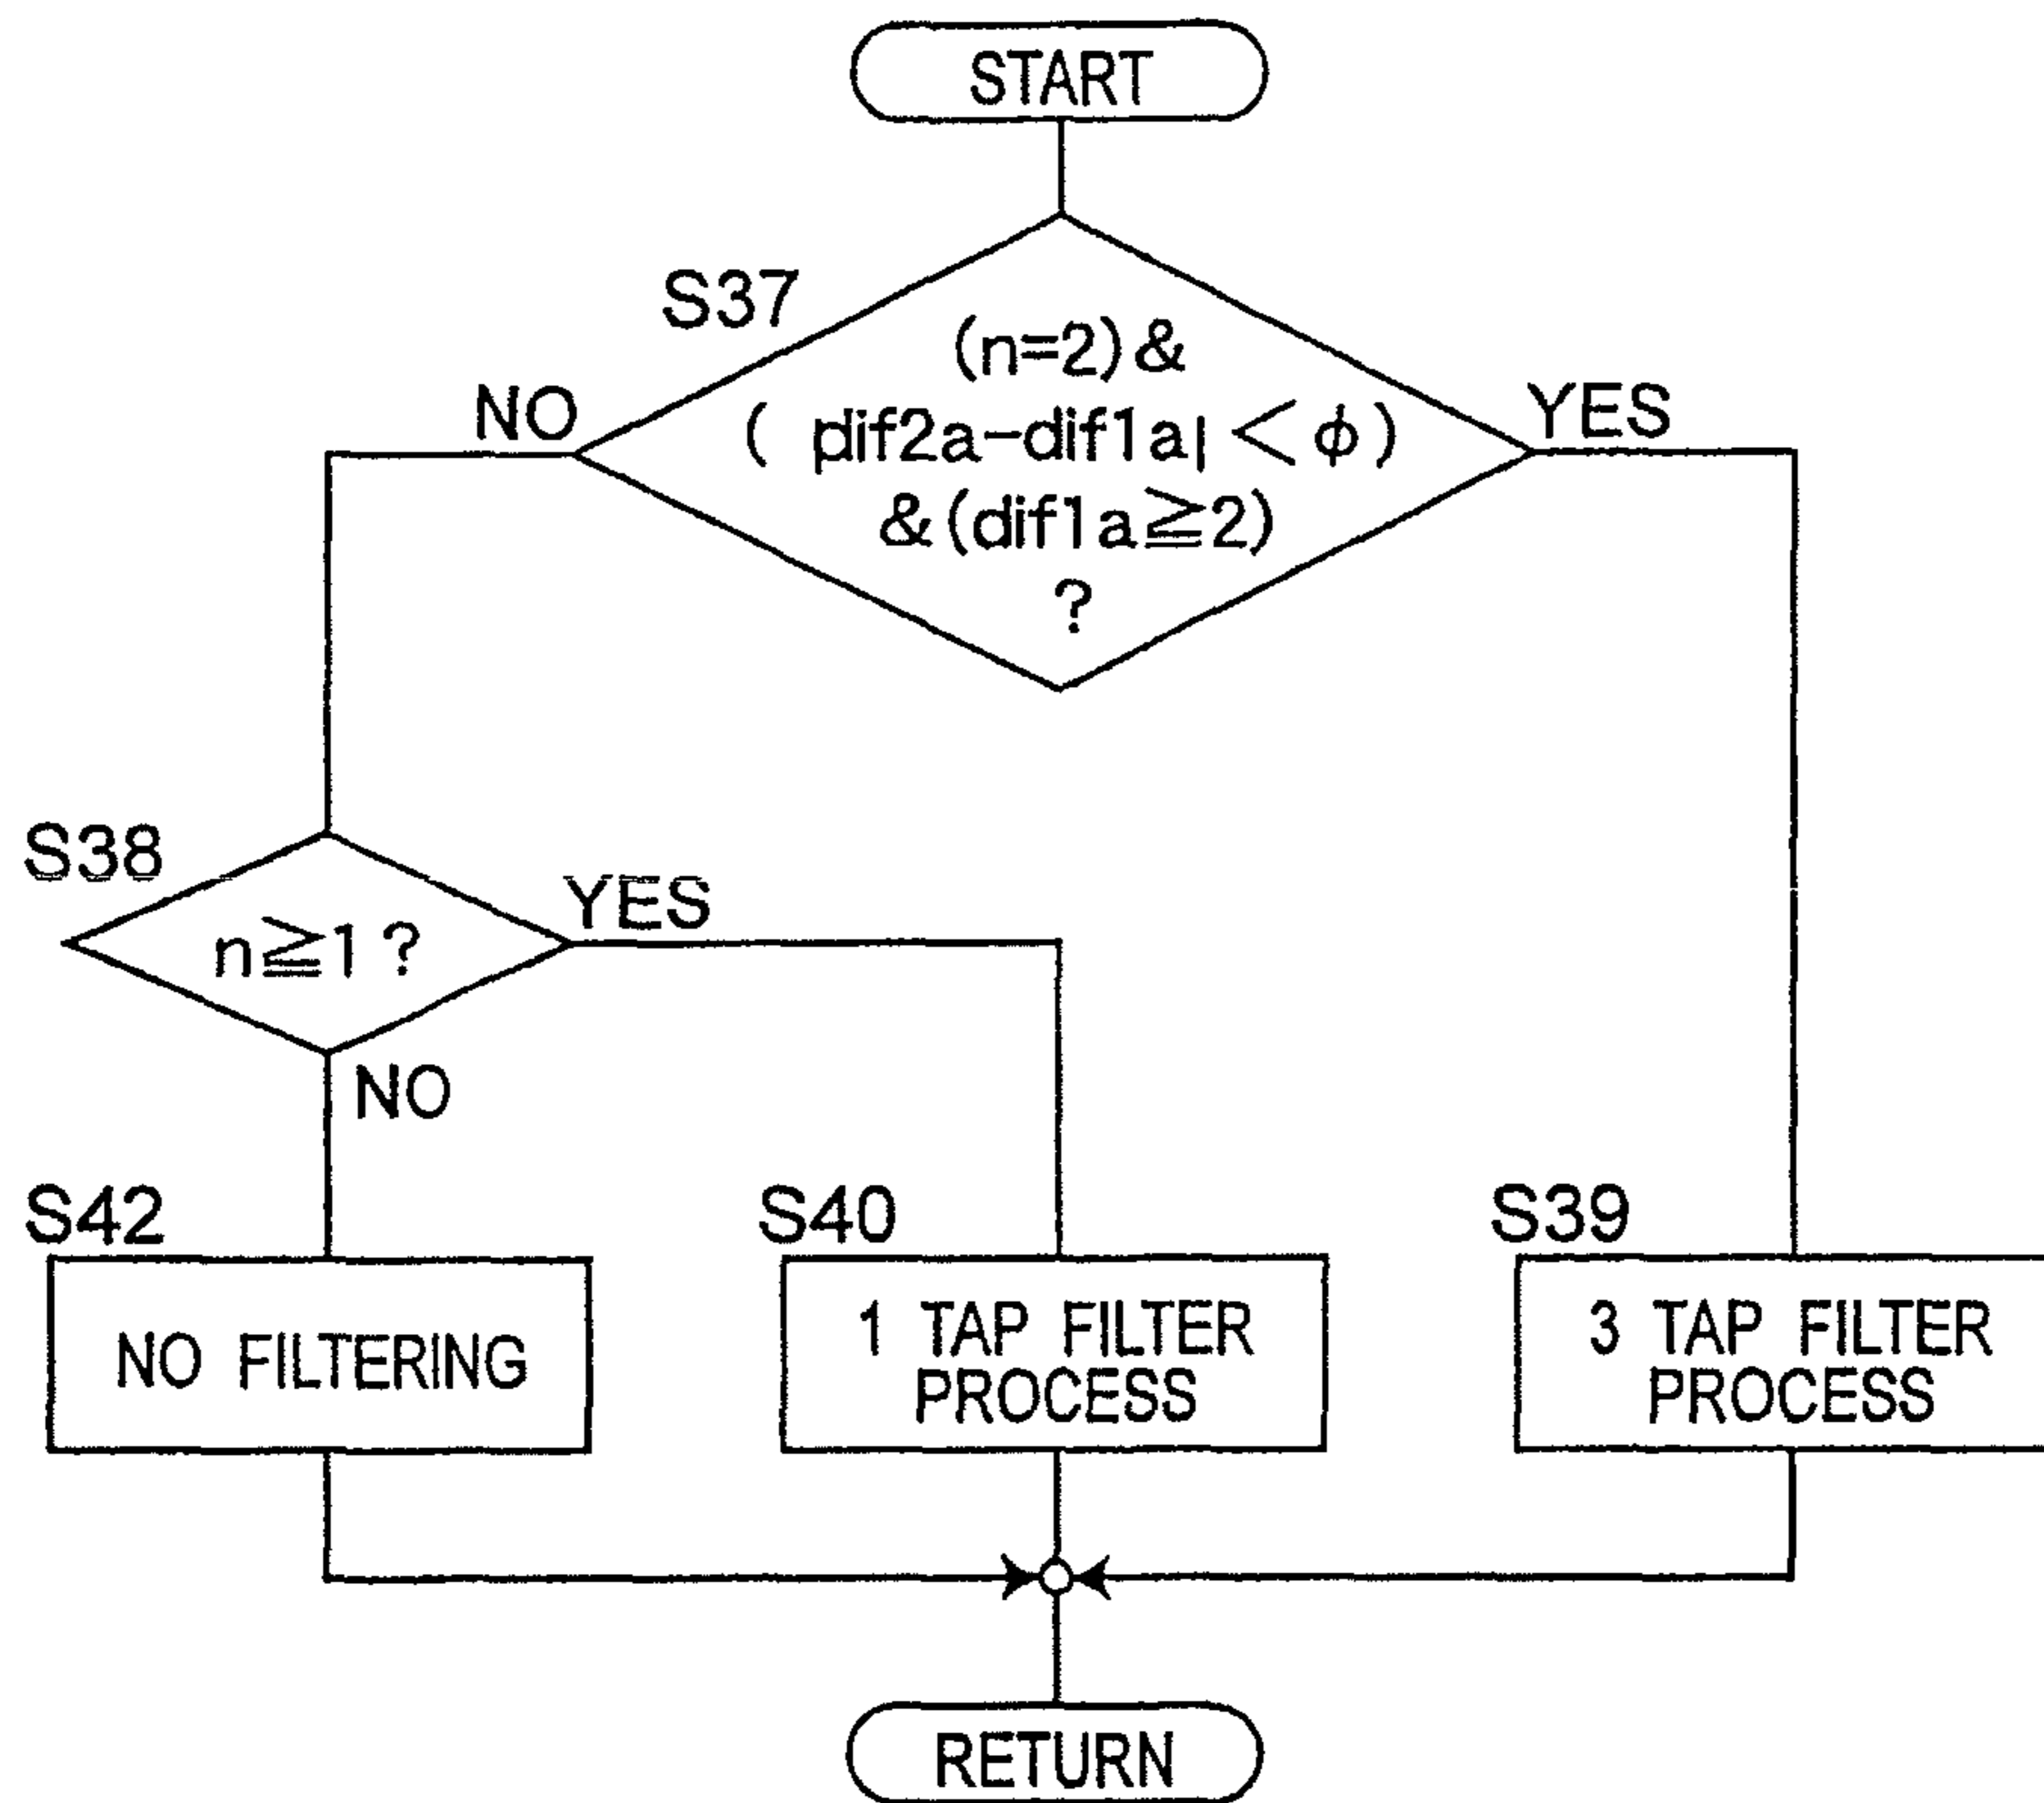 START
S37
(n=2)&
( |dif2a-dif1a|<φ)
&(dif1a≧2)
?
NO
YES
S38
n≧1?
YES
NO
S42
NO FILTERING
S40
1 TAP FILTER
PROCESS
S39
3 TAP FILTER
PROCESS
RETURN